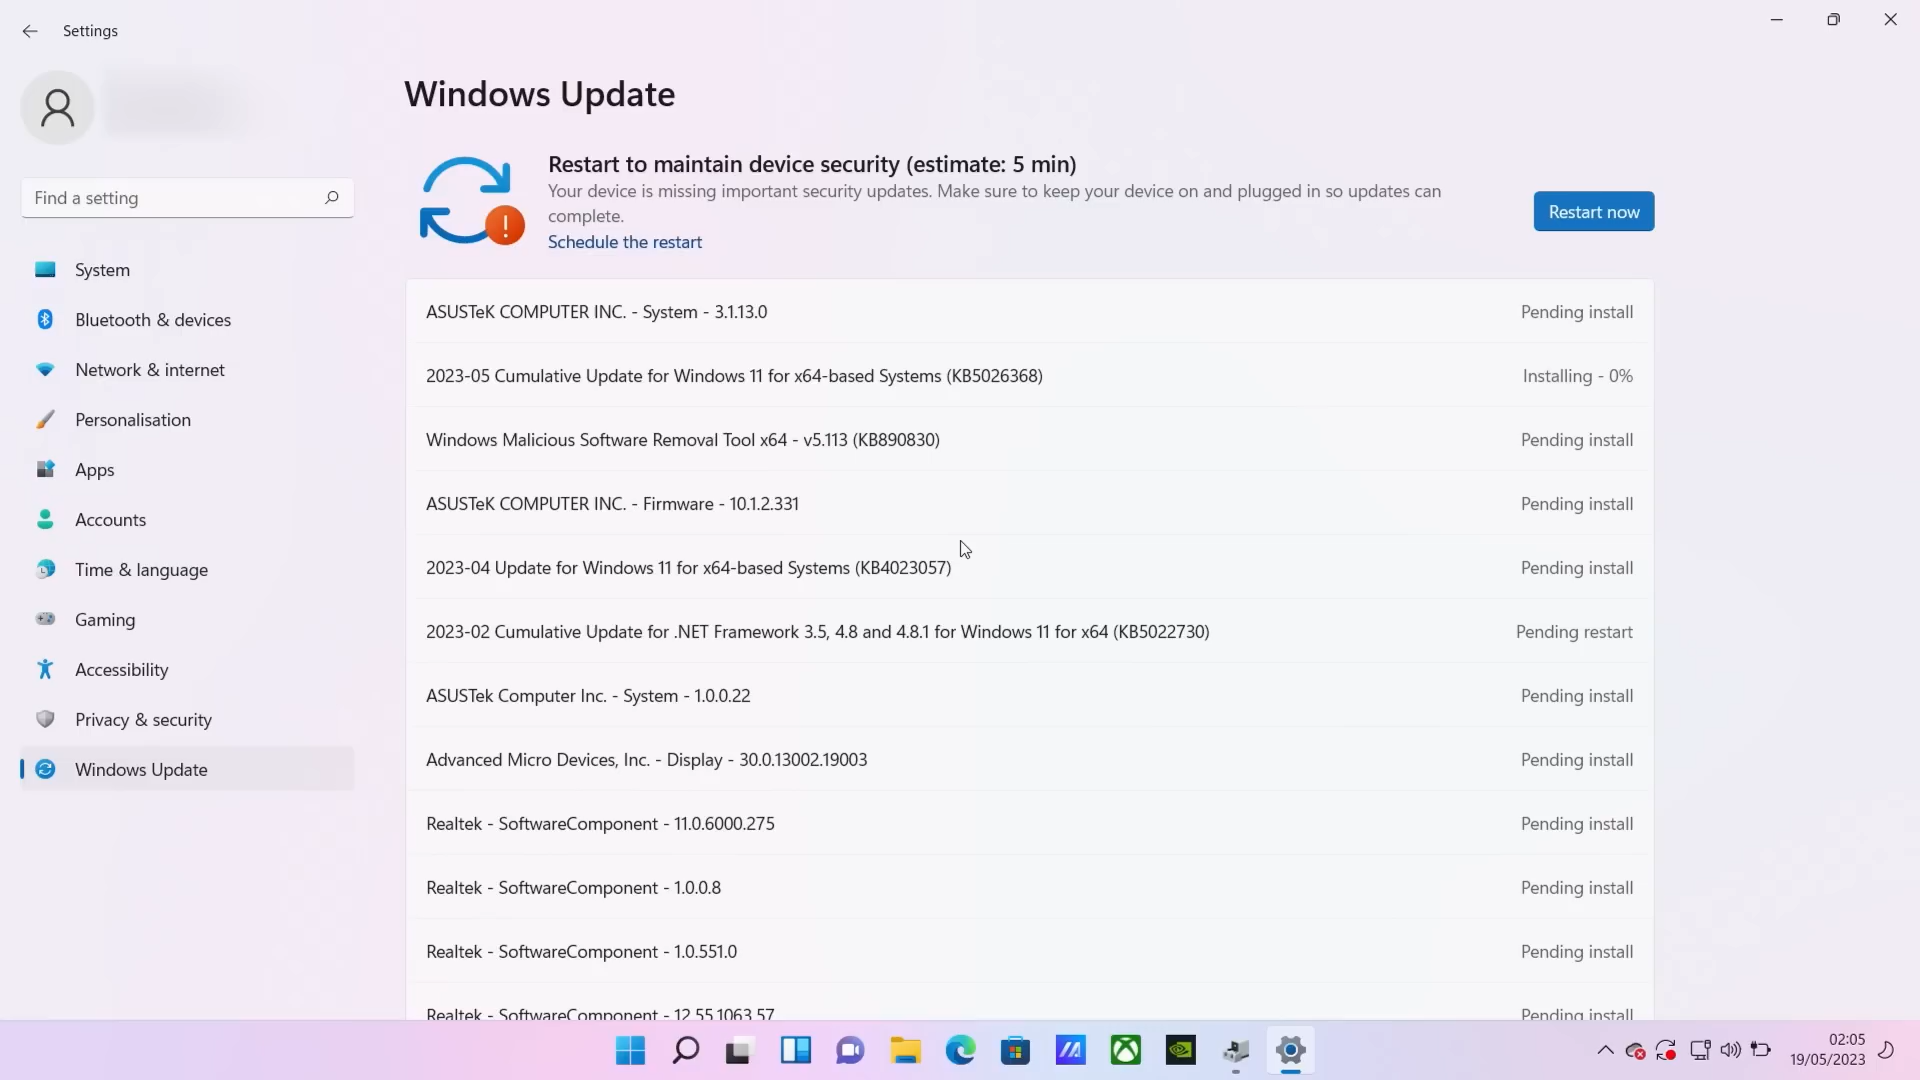 Settings
Find a setting
System
Bluetooth & devices
Network & internet
Personalisation
Apps
Accounts
Time & language
Gaming
Accessibility
Privacy & security
Windows Update
Windows Update
Restart to maintain device security (estimate: 5 min)
Your device is missing important security updates. Make sure to keep your device on and plugged in so updates can
complete.
Schedule the restart
Restart now
ASUSTeK COMPUTER INC. - System - 3.1.13.0 Pending install
2023-05 Cumulative Update for Windows 11 for x64-based Systems (KB5026368) Installing - 0%
Windows Malicious Software Removal Tool x64 - v5.113 (KB890830) Pending install
ASUSTeK COMPUTER INC. - Firmware - 10.1.2.331 Pending install
2023-04 Update for Windows 11 for x64-based Systems (KB4023057) Pending install
2023-02 Cumulative Update for .NET Framework 3.5, 4.8 and 4.8.1 for Windows 11 for x64 (KB5022730) Pending restart
ASUSTek Computer Inc. - System - 1.0.0.22 Pending install
Advanced Micro Devices, Inc. - Display - 30.0.13002.19003 Pending install
Realtek - SoftwareComponent - 11.0.6000.275 Pending install
Realtek - SoftwareComponent - 1.0.0.8 Pending install
Realtek - SoftwareComponent - 1.0.551.0 Pending install
Realtek - SoftwareComponent - 12.55.1063.57 Pending install
02:05
19/05/2023